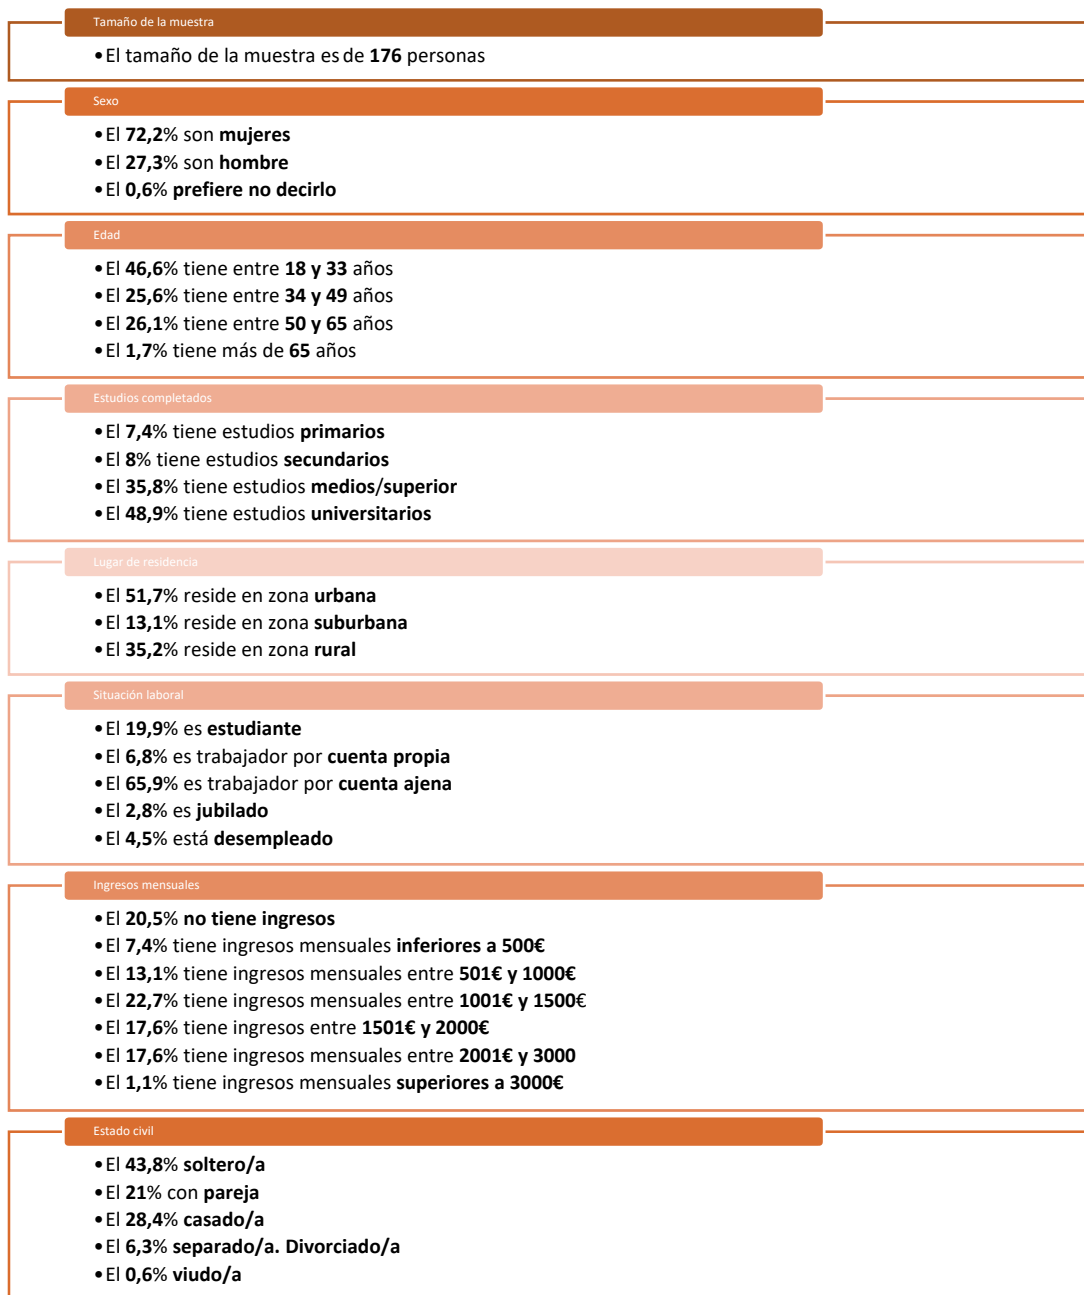 Tamaño de la muestra
•El tamaño de la muestra es de 176 personas
Sexo
•El 72,2% son mujeres
•El 27,3% son hombre
•El 0,6% prefiere no decirlo
Edad
•El 46,6% tiene entre 18 y 33 años
•El 25,6% tiene entre 34 y 49 años
•El 26,1% tiene entre 50 y 65 años
•El 1,7% tiene más de 65 años
Estudios completados
•El 7,4% tiene estudios primarios
•El 8% tiene estudios secundarios
•El 35,8% tiene estudios medios/superior
•El 48,9% tiene estudios universitarios
Lugar de residencia
•El 51,7% reside en zona urbana
•El 13,1% reside en zona suburbana
•El 35,2% reside en zona rural
Situación laboral
•El 19,9% es estudiante
•El 6,8% es trabajador por cuenta propia
•El 65,9% es trabajador por cuenta ajena
•El 2,8% es jubilado
•El 4,5% está desempleado
Ingresos mensuales
•El 20,5% no tiene ingresos
•El 7,4% tiene ingresos mensuales inferiores a 500€
•El 13,1% tiene ingresos mensuales entre 501€ y 1000€
•El 22,7% tiene ingresos mensuales entre 1001€ y 1500€
•El 17,6% tiene ingresos entre 1501€ y 2000€
•El 17,6% tiene ingresos mensuales entre 2001€ y 3000
•El 1,1% tiene ingresos mensuales superiores a 3000€
Estado civil
•El 43,8% soltero/a
•El 21% con pareja
•El 28,4% casado/a
•El 6,3% separado/a. Divorciado/a
•El 0,6% viudo/a